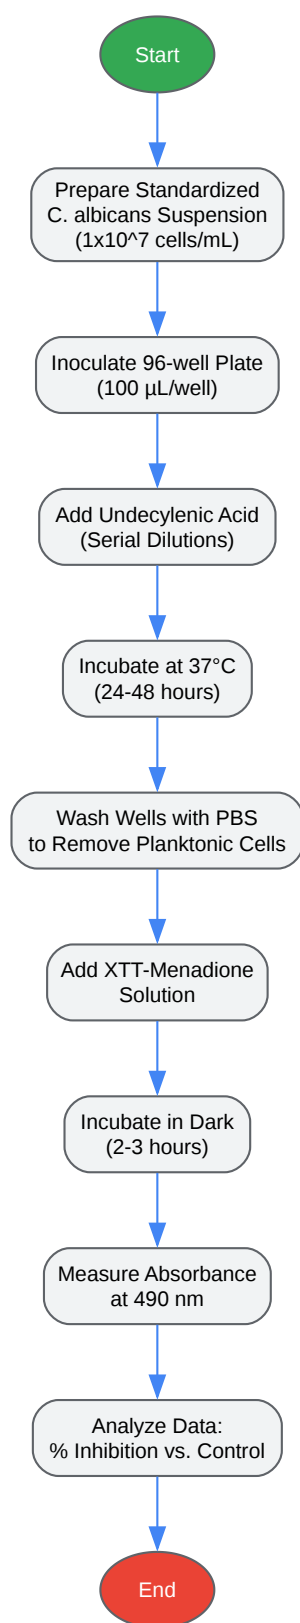 Start
Prepare Standardized
C. albicans Suspension
(1x10^7 cells/mL)
Inoculate 96-well Plate
(100 µL/well)
Add Undecylenic Acid
(Serial Dilutions)
Incubate at 37°C
(24-48 hours)
Wash Wells with PBS
to Remove Planktonic Cells
Add XTT-Menadione
Solution
Incubate in Dark
(2-3 hours)
Measure Absorbance
at 490 nm
Analyze Data:
% Inhibition vs. Control
End